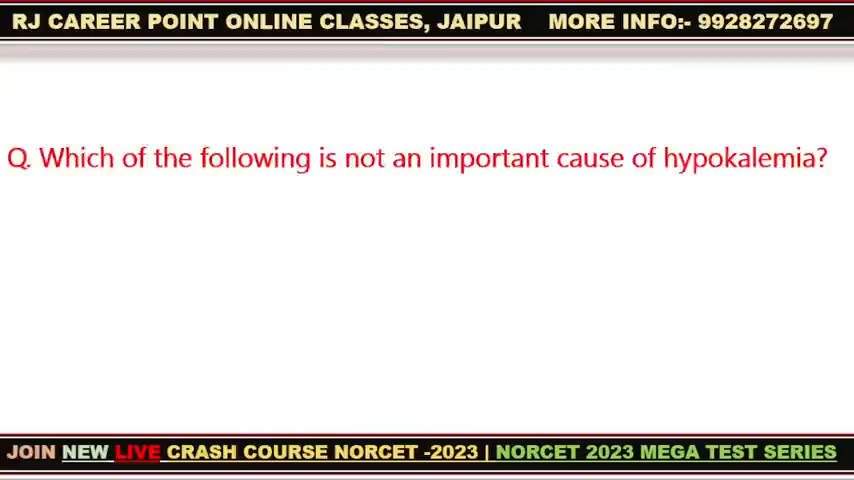 RJ CAREER POINT ONLINE CLASSES, JAIPUR MORE INFO:- 9928272697
Q. Which of the following is not an important cause of hypokalemia?
JOIN NEW LIVE CRASH COURSE NORCET -2023 | NORCET 2023 MEGA TEST SERIES